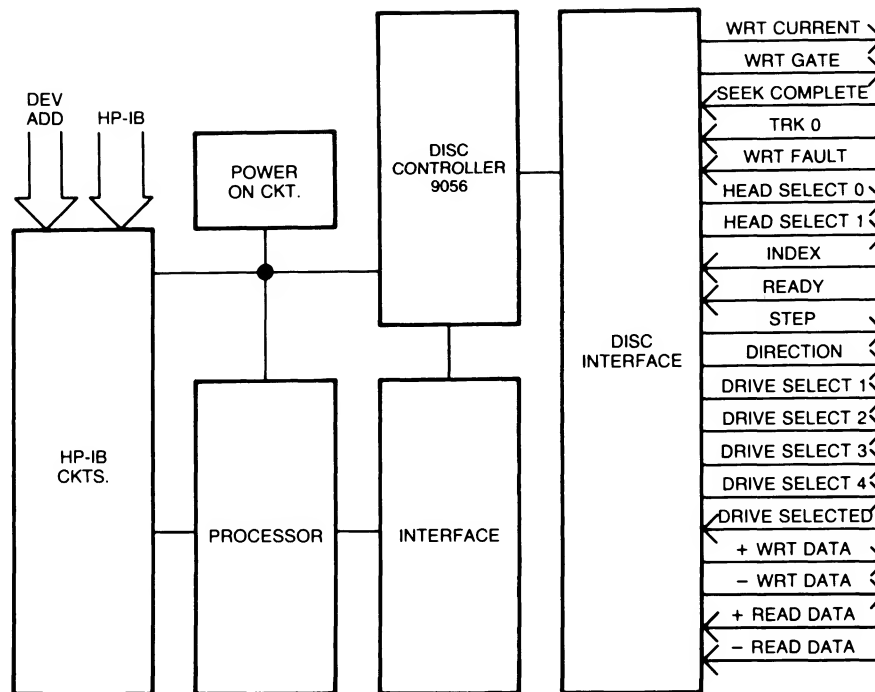 DEV
ADD
HP-IB
POWER
ON CKT.
DISC
CONTROLLER
9056
HP-IB
CKTS.
PROCESSOR
INTERFACE
DISC
INTERFACE
WRT CURRENT
WRT GATE
SEEK COMPLETE
TRK 0
WRT FAULT
HEAD SELECT 0
HEAD SELECT 1
INDEX
READY
STEP
DIRECTION
DRIVE SELECT 1
DRIVE SELECT 2
DRIVE SELECT 3
DRIVE SELECT 4
DRIVE SELECTED
+ WRT DATA
− WRT DATA
+ READ DATA
− READ DATA